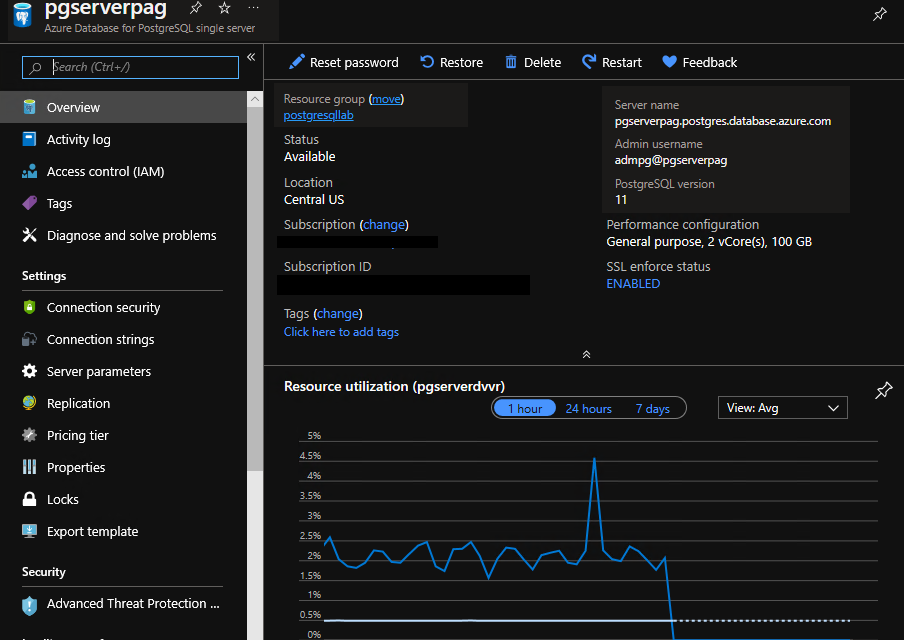 pgserverpag
Azure Database for PostgreSQL single server
Search (Ctrl+/)
Overview
Activity log
Access control (IAM)
Tags
Diagnose and solve problems
Settings
Connection security
Connection strings
Server parameters
Replication
Pricing tier
Properties
Locks
Export template
Security
Advanced Threat Protection ...
Reset password
Restore
Delete
Restart
Feedback
Resource group (move)
postgresqllab
Status
Available
Location
Central US
Subscription (change)
Subscription ID
Tags (change)
Click here to add tags
Server name
pgserverpag.postgres.database.azure.com
Admin username
admpg@pgserverpag
PostgreSQL version
11
Performance configuration
General purpose, 2 vCore(s), 100 GB
SSL enforce status
ENABLED
Resource utilization (pgserverdvvr)
1 hour
24 hours
7 days
View: Avg
5%
4.5%
4%
3.5%
3%
2.5%
2%
1.5%
1%
0.5%
0%